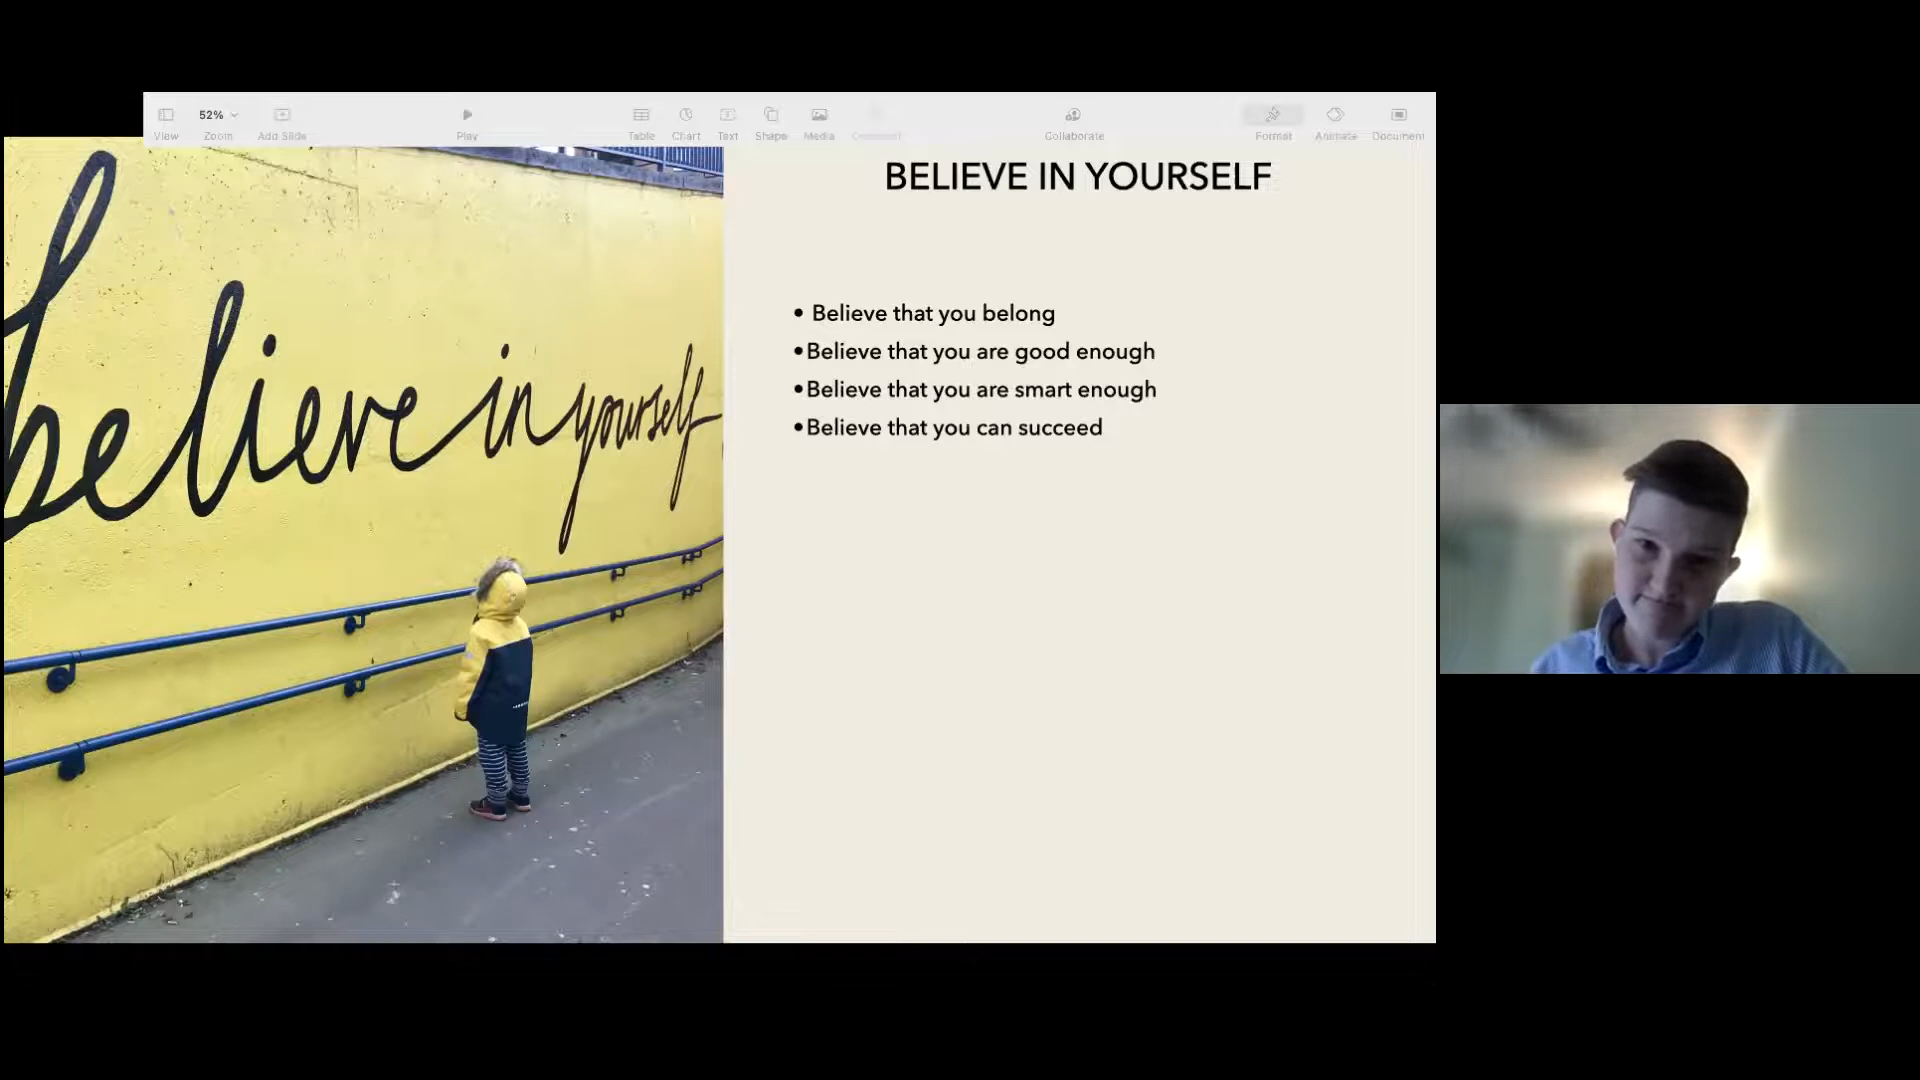 52%
View Zoom Add Slide Play Table Chart Text Shape Media Comment Collaborate Format Animate Document
believe in yourself
BELIEVE IN YOURSELF
• Believe that you belong
•Believe that you are good enough
•Believe that you are smart enough
•Believe that you can succeed